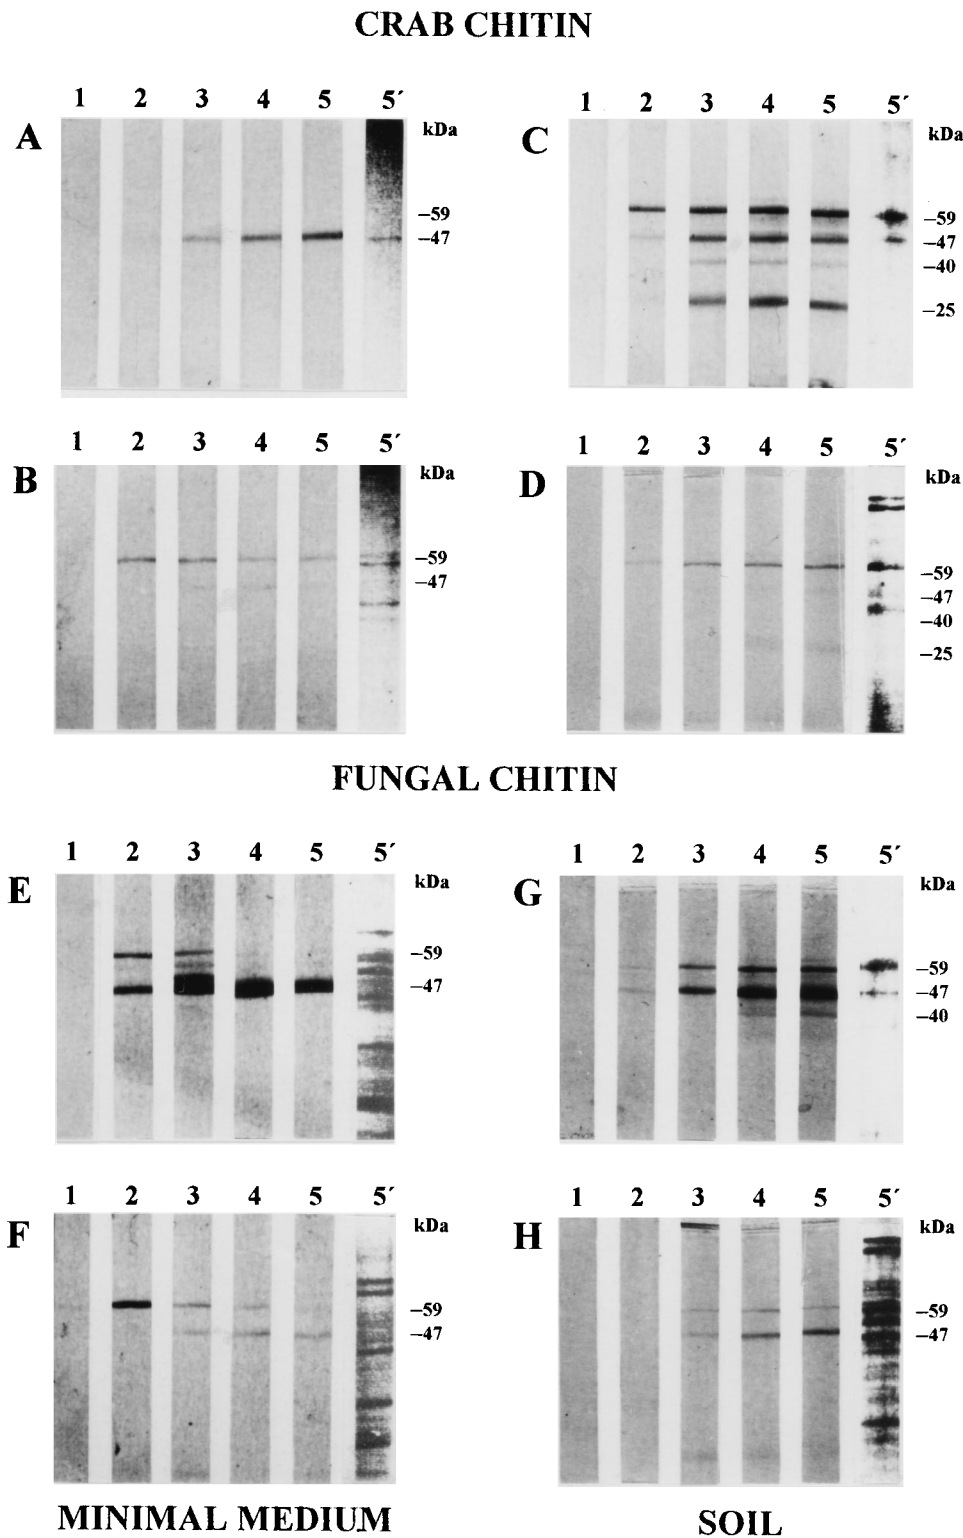 CRAB CHITIN
1 2 3 4 5 5′
A
kDa
–59
–47
1 2 3 4 5 5′
C
kDa
–59
–47
–40
–25
1 2 3 4 5 5′
B
kDa
–59
–47
1 2 3 4 5 5′
D
kDa
–59
–47
–40
–25
FUNGAL CHITIN
1 2 3 4 5 5′
E
kDa
–59
–47
1 2 3 4 5 5′
G
kDa
–59
–47
–40
1 2 3 4 5 5′
F
kDa
–59
–47
1 2 3 4 5 5′
H
kDa
–59
–47
MINIMAL MEDIUM
SOIL